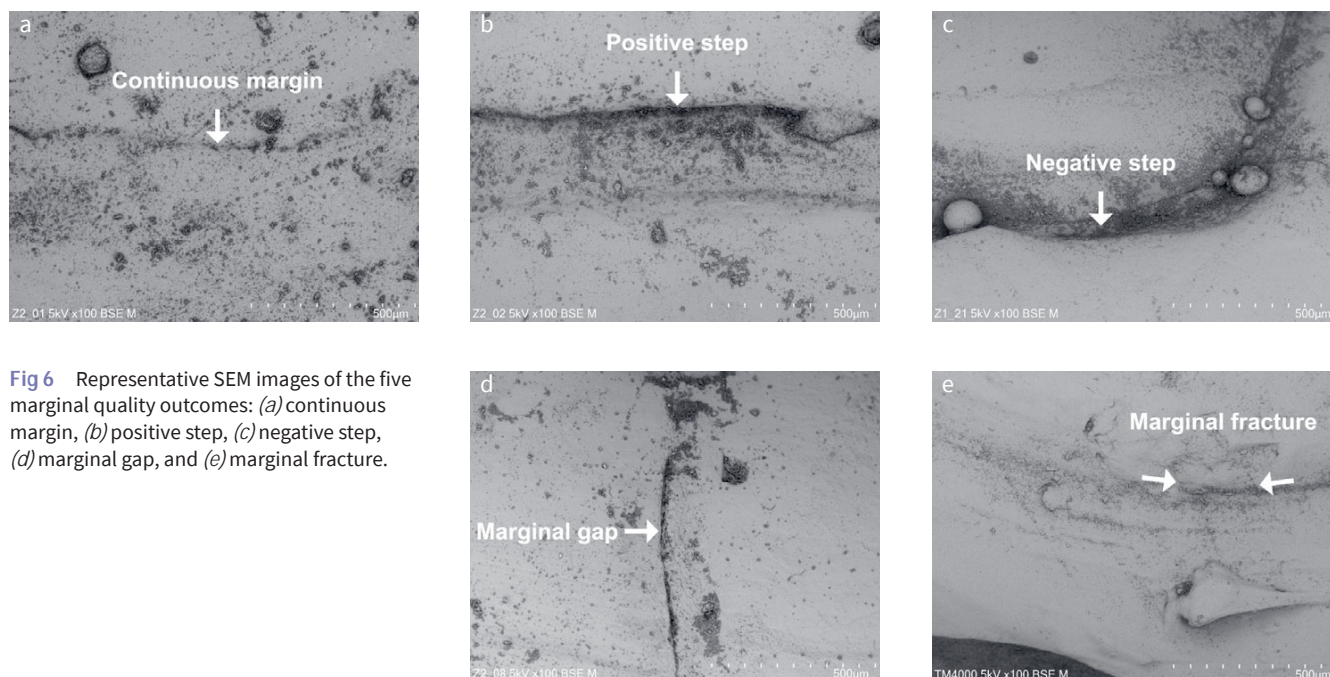 a
Continuous margin
Z2_01 5kV x100 BSE M 500µm
b
Positive step
Z2_02 5kV x100 BSE M 500µm
c
Negative step
Z1_21 5kV x100 BSE M 500µm
Fig 6 Representative SEM images of the five
marginal quality outcomes: (a) continuous
margin, (b) positive step, (c) negative step,
(d) marginal gap, and (e) marginal fracture.
d
Marginal gap
Z2_08 5kV x100 BSE M 500µm
e
Marginal fracture
TM4000 5kV x100 BSE M 500µm